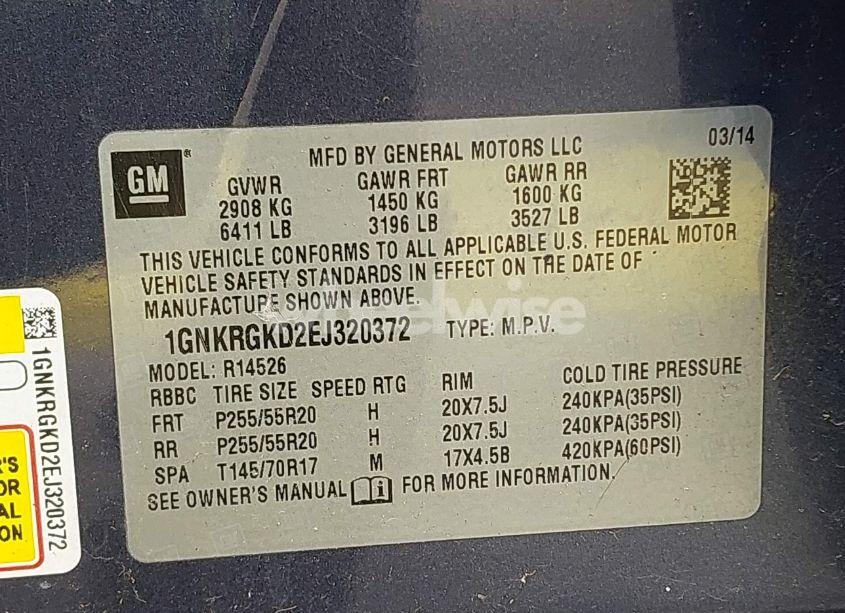 MFD BY GENERAL MOTORS LLC
03/14
GM
®
GVWR GAWR FRT GAWR RR
2908 KG 1450 KG 1600 KG
6411 LB 3196 LB 3527 LB
THIS VEHICLE CONFORMS TO ALL APPLICABLE U.S. FEDERAL MOTOR
VEHICLE SAFETY STANDARDS IN EFFECT ON THE DATE OF
MANUFACTURE SHOWN ABOVE.
1GNKRGKD2EJ320372 TYPE: M.P.V.
MODEL: R14526
RBBC TIRE SIZE SPEED RTG RIM COLD TIRE PRESSURE
FRT P255/55R20 H 20X7.5J 240KPA(35PSI)
RR P255/55R20 H 20X7.5J 240KPA(35PSI)
SPA T145/70R17 M 17X4.5B 420KPA(60PSI)
SEE OWNER'S MANUAL FOR MORE INFORMATION.
1GNKRGKD2EJ320372
R'S
OR
AL
ON